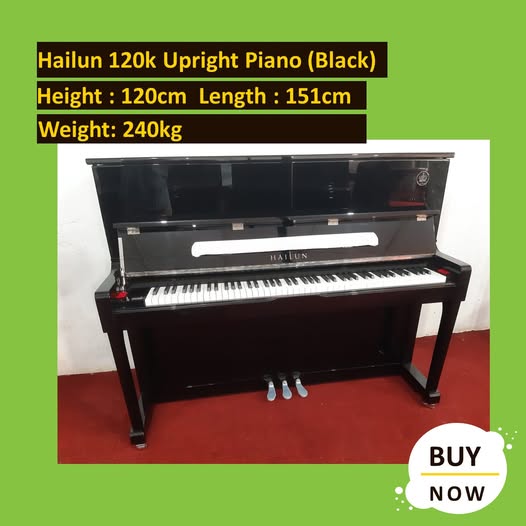 Hailun 120k Upright Piano (Black)
Height : 120cm  Length : 151cm
Weight: 240kg
HAILUN
BUY
NOW